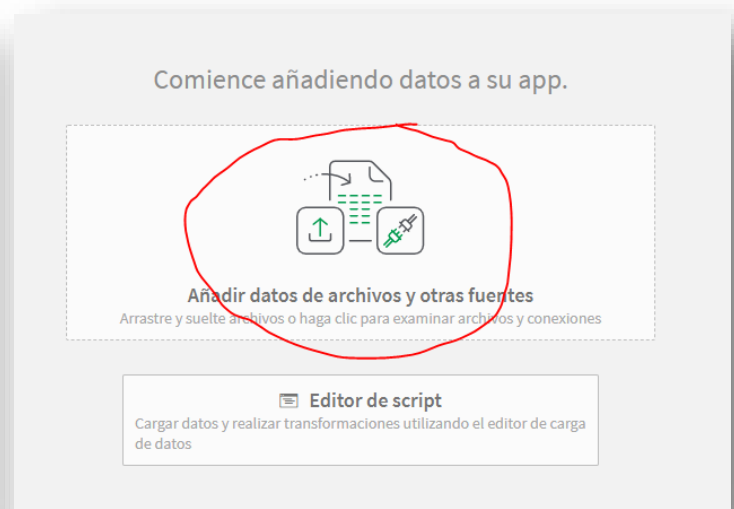 Comience añadiendo datos a su app.
Añadir datos de archivos y otras fuentes
Arrastre y suelte archivos o haga clic para examinar archivos y conexiones
Editor de script
Cargar datos y realizar transformaciones utilizando el editor de carga
de datos